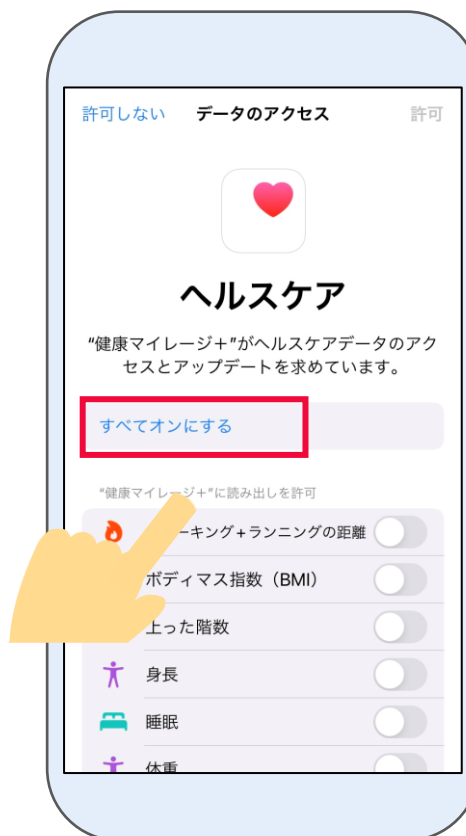 許可しない データのアクセス 許可
ヘルスケア
“健康マイレージ＋”がヘルスケアデータのアク
セスとアップデートを求めています。
すべてオンにする
“健康マイレージ＋”に読み出しを許可
ーキング+ランニングの距離
ボディマス指数（BMI）
上った階数
身長
睡眠
体重